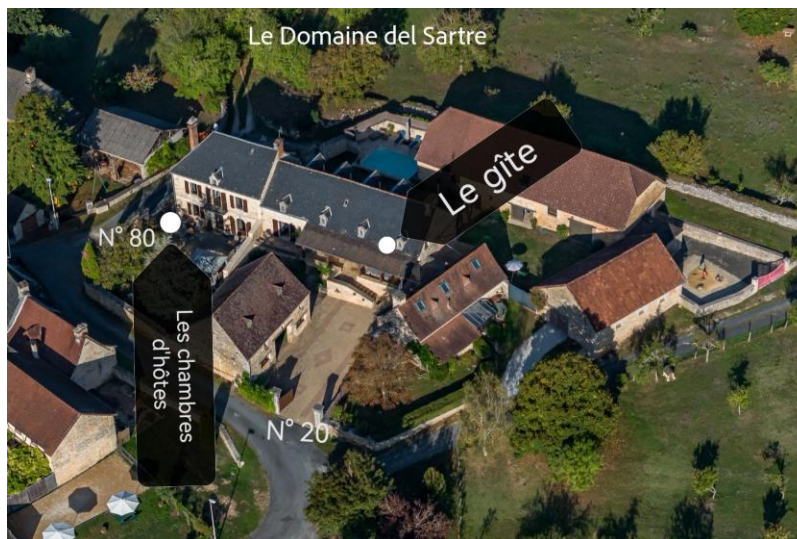 Le Domaine del Sartre
Le gîte
N° 80
Les chambres
d'hôtes
N° 20